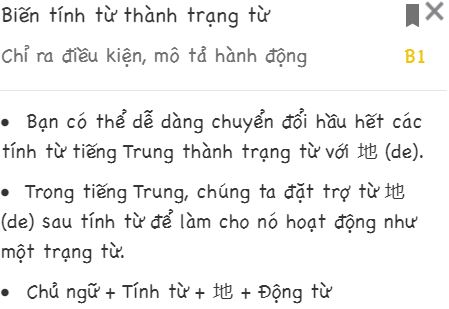 Biến tính từ thành trạng từ
Chỉ ra điều kiện, mô tả hành động B1
• Bạn có thể dễ dàng chuyển đổi hầu hết các
tính từ tiếng Trung thành trạng từ với 地 (de).
• Trong tiếng Trung, chúng ta đặt trợ từ 地
(de) sau tính từ để làm cho nó hoạt động như
một trạng từ.
• Chủ ngữ + Tính từ + 地 + Động từ